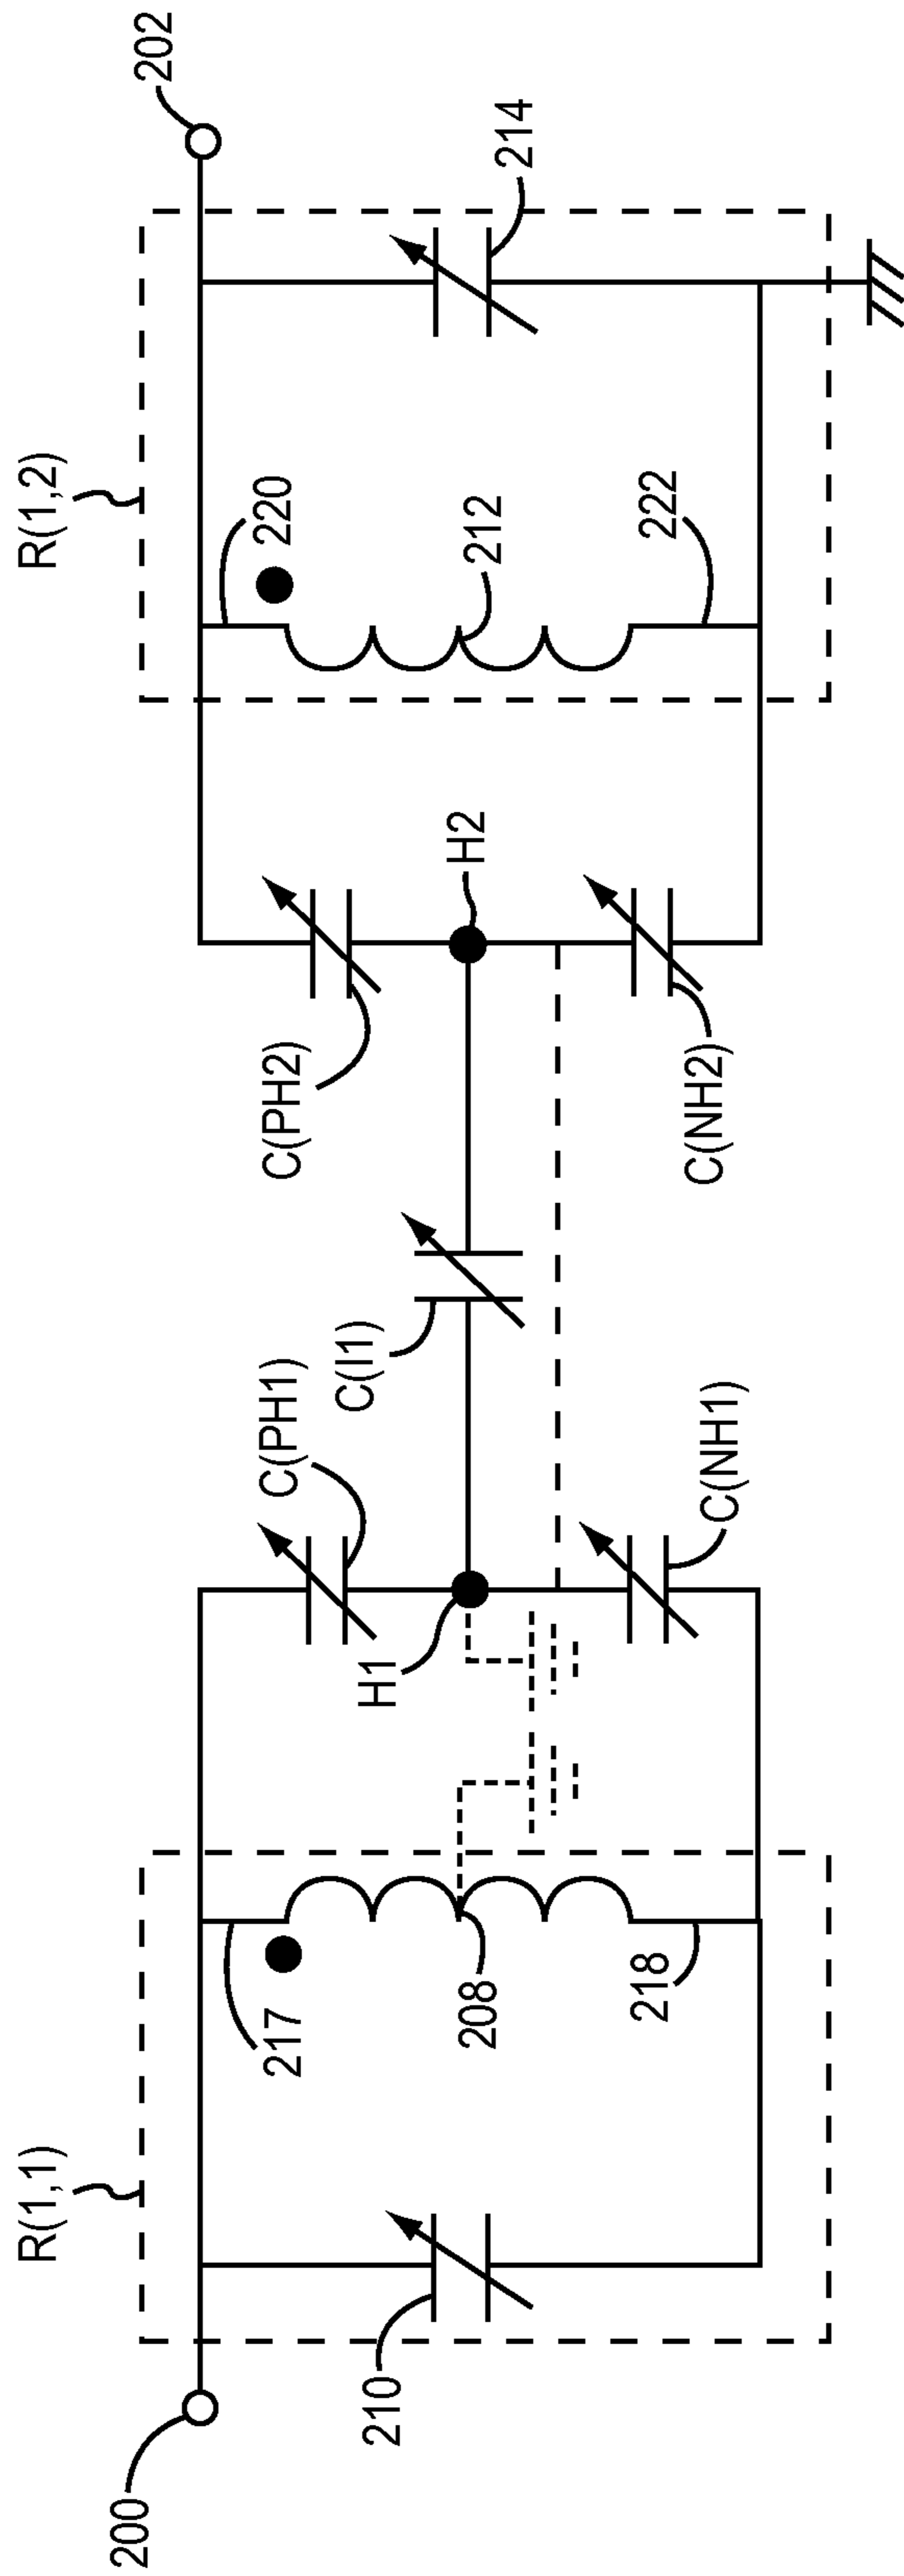 R(1,1)
R(1,2)
200
202
217
220
C(PH1)
C(PH2)
210
208
H1
C(I1)
H2
212
214
218
222
C(NH1)
C(NH2)